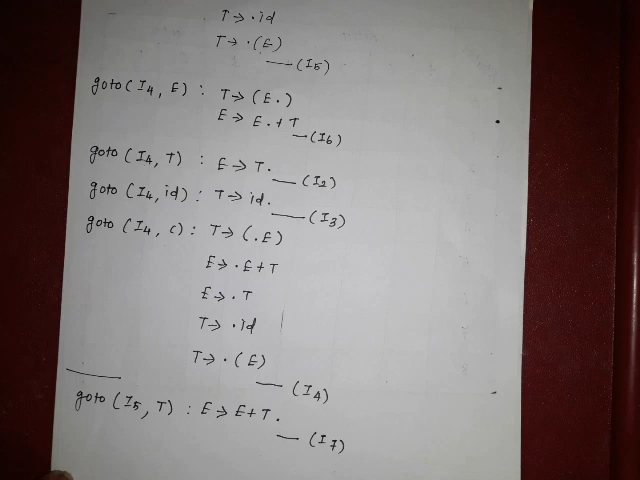 T → · id
T → · (E)
— (I5)
goto (I4, E) : T → (E.)
E → E. + T
— (I6)
goto (I4, T) : E → T.
— (I2)
goto (I4, id) : T → id.
— (I3)
goto (I4, () : T → (.E)
E → · E + T
E → · T
T → · id
T → · (E)
— (I4)
goto (I5, T) : E → E + T.
— (I7)